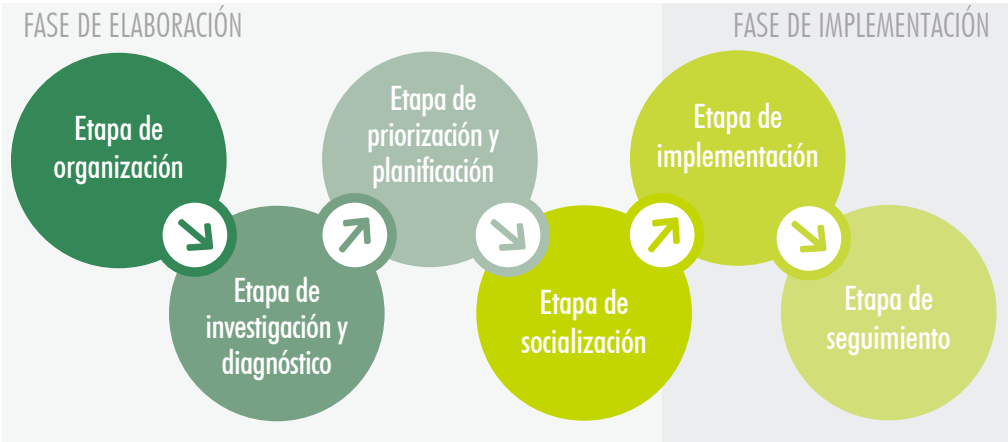 FASE DE ELABORACIÓN
FASE DE IMPLEMENTACIÓN
Etapa de
organización
Etapa de
investigación y
diagnóstico
Etapa de
priorización y
planificación
Etapa de
socialización
Etapa de
implementación
Etapa de
seguimiento